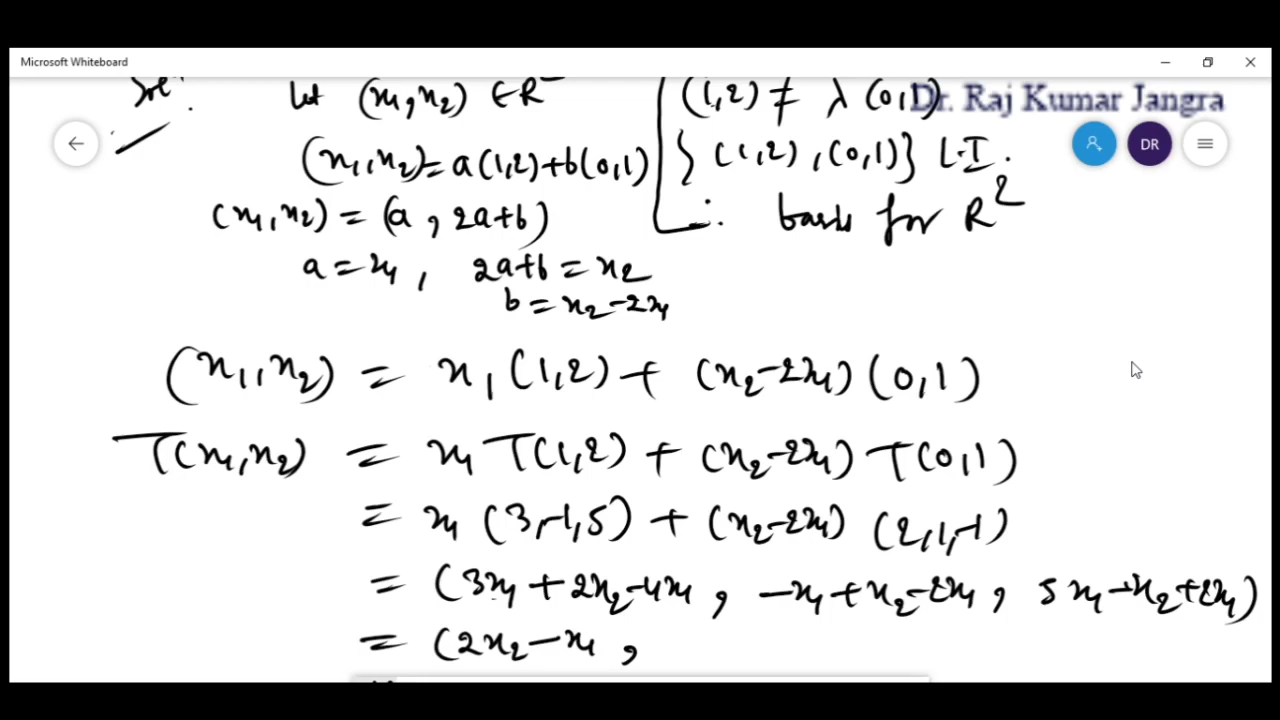 Microsoft Whiteboard
Dr. Raj Kumar Jangra
DR
Sol:
Let (x₁, x₂) ∈ R²
(x₁, x₂) = a(1,2) + b(0,1)
(x₁, x₂) = (a, 2a+b)
a = x₁, 2a+b = x₂
b = x₂ - 2x₁
(1,2) ≠ λ (0,1)
} (1,2), (0,1)} L.I.
∴ basis for R²
(x₁, x₂) = x₁ (1,2) + (x₂-2x₁) (0,1)
T(x₁, x₂) = x₁ T(1,2) + (x₂-2x₁) T(0,1)
= x₁ (3,-1,5) + (x₂-2x₁) (2,1,-1)
= (3x₁ + 2x₂ - 4x₁, -x₁ + x₂ - 2x₁, 5x₁ - x₂ + 2x₁)
= (2x₂ - x₁,